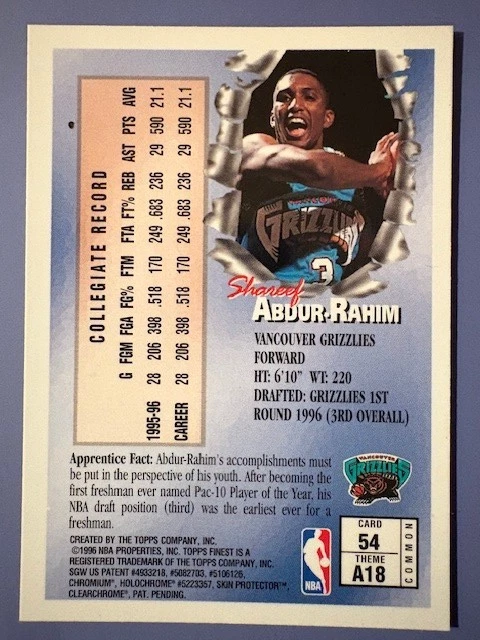 COLLEGIATE RECORD
G FGM FGA FG% FTM FTA FT% REB AST PTS AVG
1995-96 28 206 398 .518 170 249 .683 236 29 590 21.1
CAREER 28 206 398 .518 170 249 .683 236 29 590 21.1
GRIZZLIES
3
Shareef
ABDUR-RAHIM
VANCOUVER GRIZZLIES
FORWARD
HT: 6'10" WT: 220
DRAFTED: GRIZZLIES 1ST
ROUND 1996 (3RD OVERALL)
Apprentice Fact: Abdur-Rahim's accomplishments must
be put in the perspective of his youth. After becoming the
first freshman ever named Pac-10 Player of the Year, his
NBA draft position (third) was the earliest ever for a
freshman.
VANCOUVER
GRIZZLIES
CREATED BY THE TOPPS COMPANY, INC.
©1996 NBA PROPERTIES, INC. TOPPS FINEST IS A
REGISTERED TRADEMARK OF THE TOPPS COMPANY, INC.
SGW US PATENT #4933218, #5082703, #5106126,
CHROMIUM®, HOLOCHROME® #5223357, SKIN PROTECTOR™,
CLEARCHROME®, PAT. PENDING.
NBA
CARD
54
THEME
A18
COMMON